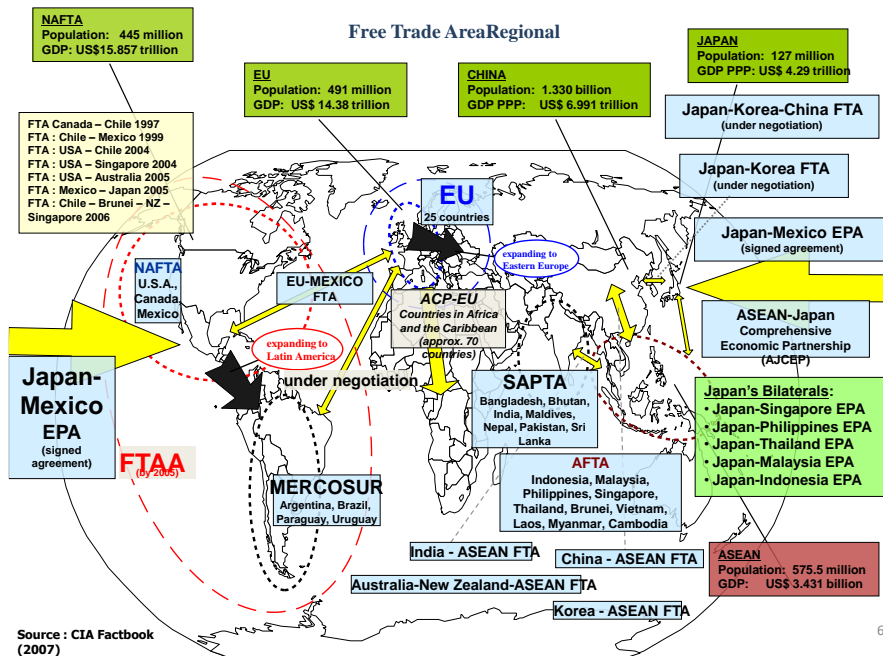 Free Trade AreaRegional
NAFTA
Population: 445 million
GDP: US$15.857 trillion
EU
Population: 491 million
GDP: US$ 14.38 trillion
CHINA
Population: 1.330 billion
GDP PPP: US$ 6.991 trillion
JAPAN
Population: 127 million
GDP PPP: US$ 4.29 trillion
FTA Canada – Chile 1997
FTA : Chile – Mexico 1999
FTA : USA – Chile 2004
FTA : USA – Singapore 2004
FTA : USA – Australia 2005
FTA : Mexico – Japan 2005
FTA : Chile – Brunei – NZ –
Singapore 2006
Japan-Korea-China FTA
(under negotiation)
Japan-Korea FTA
(under negotiation)
Japan-Mexico EPA
(signed agreement)
EU
25 countries
expanding to
Eastern Europe
NAFTA
U.S.A.,
Canada,
Mexico
EU-MEXICO
FTA
ACP-EU
Countries in Africa
and the Caribbean
(approx. 70
countries)
expanding to
Latin America
under negotiation
ASEAN-Japan
Comprehensive
Economic Partnership
(AJCEP)
Japan-
Mexico
EPA
(signed
agreement)
FTAA
(by 2005)
SAPTA
Bangladesh, Bhutan,
India, Maldives,
Nepal, Pakistan, Sri
Lanka
Japan's Bilaterals:
• Japan-Singapore EPA
• Japan-Philippines EPA
• Japan-Thailand EPA
• Japan-Malaysia EPA
• Japan-Indonesia EPA
MERCOSUR
Argentina, Brazil,
Paraguay, Uruguay
AFTA
Indonesia, Malaysia,
Philippines, Singapore,
Thailand, Brunei, Vietnam,
Laos, Myanmar, Cambodia
India - ASEAN FTA
China - ASEAN FTA
Australia-New Zealand-ASEAN FTA
Korea - ASEAN FTA
ASEAN
Population: 575.5 million
GDP: US$ 3.431 billion
Source : CIA Factbook
(2007)
6